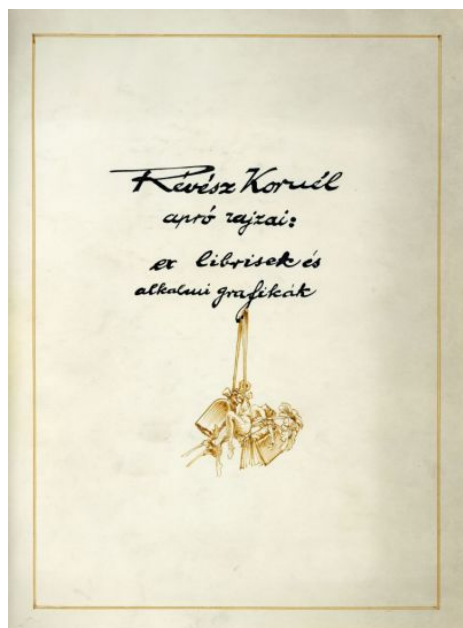 Révész Kornél
apró rajzai:
ex librisek és
alkalmi grafikák